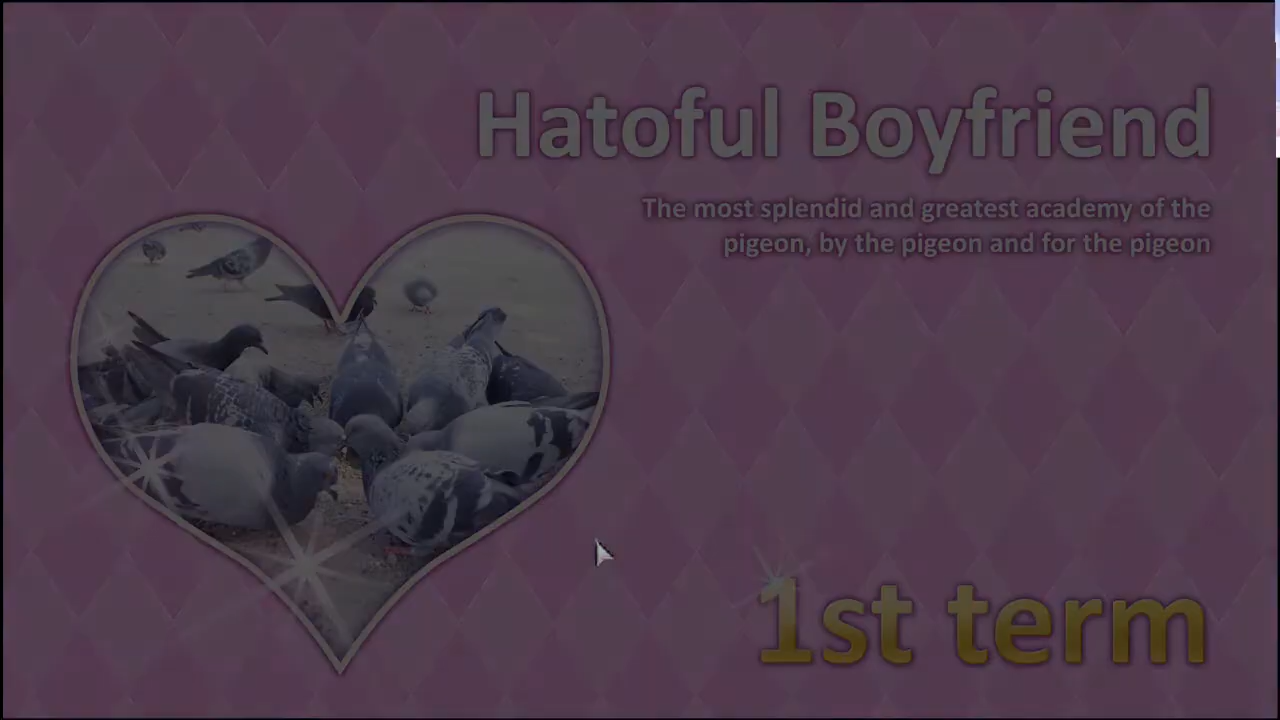 Hatoful Boyfriend
The most splendid and greatest academy of the
pigeon, by the pigeon and for the pigeon
1st term